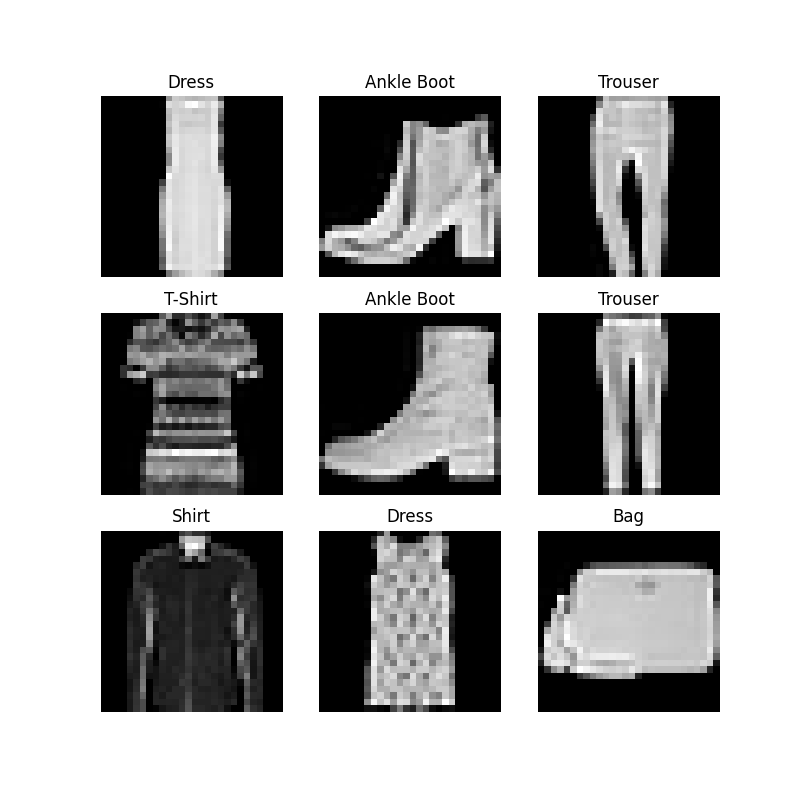 Dress
Ankle Boot
Trouser
T-Shirt
Ankle Boot
Trouser
Shirt
Dress
Bag